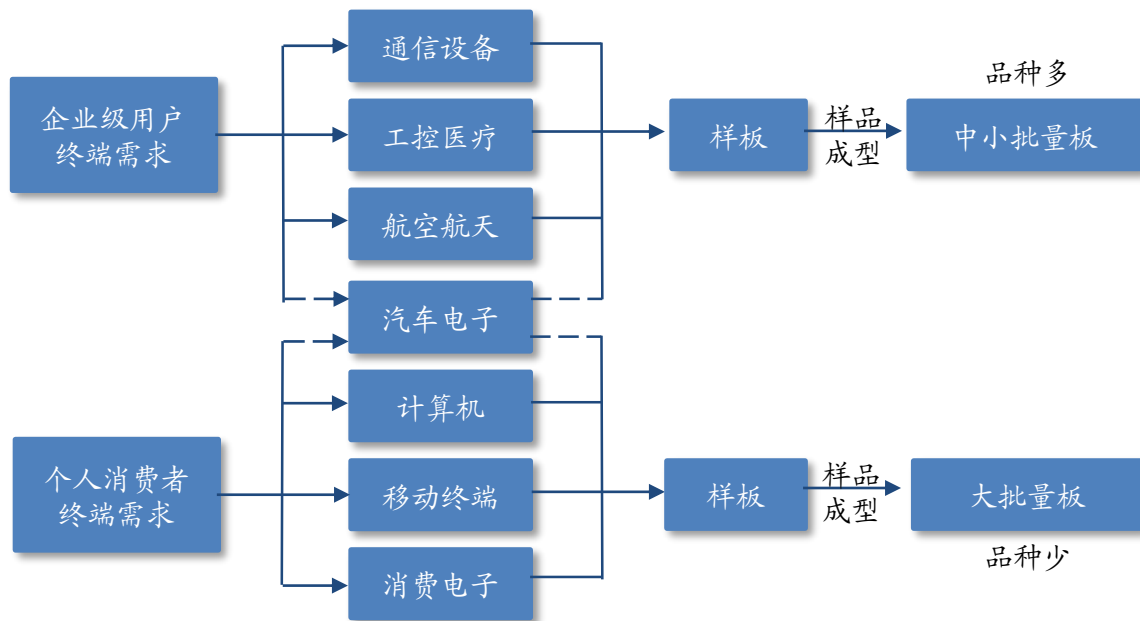 企业级用户
终端需求
通信设备
工控医疗
航空航天
汽车电子
样板
样品
成型
品种多
中小批量板
个人消费者
终端需求
计算机
移动终端
消费电子
样板
样品
成型
大批量板
品种少